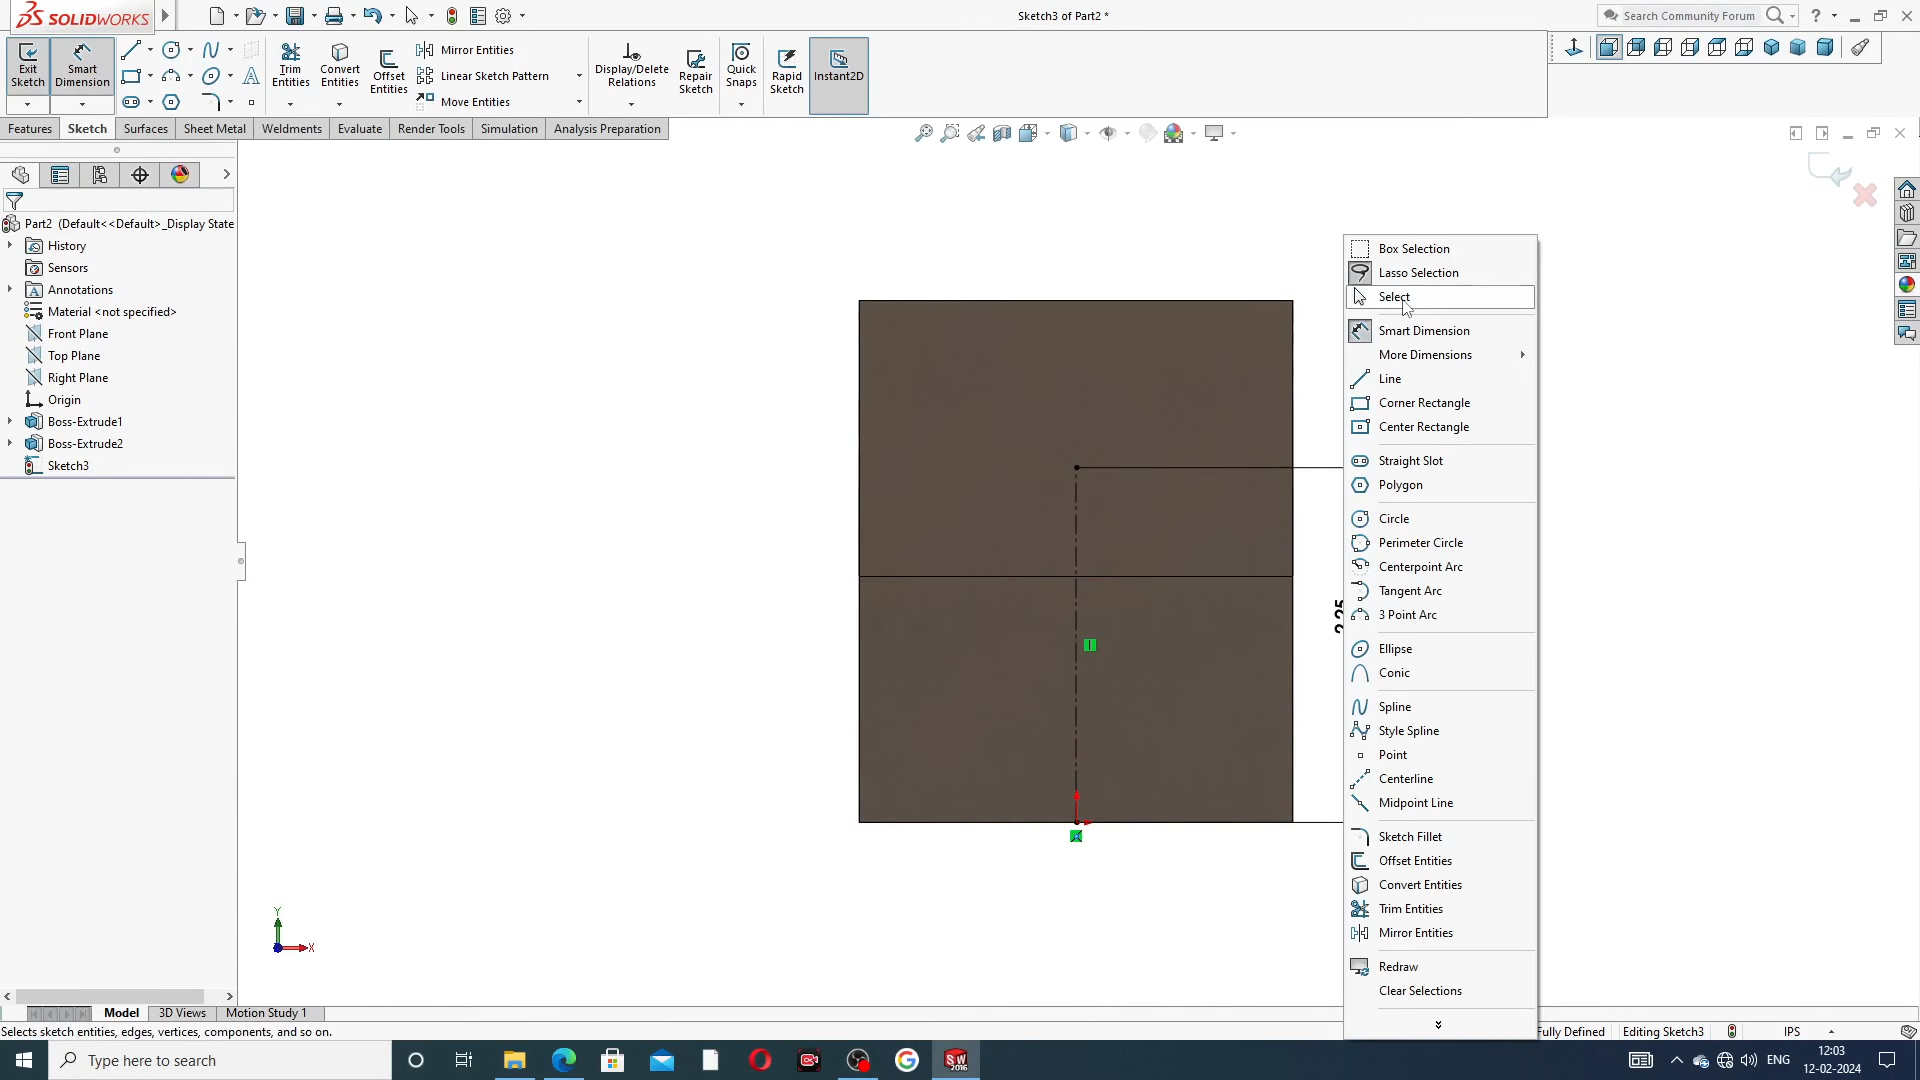 SOLIDWORKS
Sketch3 of Part2 *
Search Community Forum
Exit Sketch
Smart Dimension
Trim Entities
Convert Entities
Offset Entities
Mirror Entities
Linear Sketch Pattern
Move Entities
Display/Delete Relations
Repair Sketch
Quick Snaps
Rapid Sketch
Instant2D
Features
Sketch
Surfaces
Sheet Metal
Weldments
Evaluate
Render Tools
Simulation
Analysis Preparation
Part2 (Default<<Default>_Display State
History
Sensors
Annotations
Material <not specified>
Front Plane
Top Plane
Right Plane
Origin
Boss-Extrude1
Boss-Extrude2
Sketch3
Box Selection
Lasso Selection
Select
Smart Dimension
More Dimensions
Line
Corner Rectangle
Center Rectangle
Straight Slot
Polygon
Circle
Perimeter Circle
Centerpoint Arc
Tangent Arc
3 Point Arc
Ellipse
Conic
Spline
Style Spline
Point
Centerline
Midpoint Line
Sketch Fillet
Offset Entities
Convert Entities
Trim Entities
Mirror Entities
Redraw
Clear Selections
Y
X
Model
3D Views
Motion Study 1
Selects sketch entities, edges, vertices, components, and so on.
Fully Defined
Editing Sketch3
IPS
Type here to search
SW
2016
ENG
12:03
12-02-2024